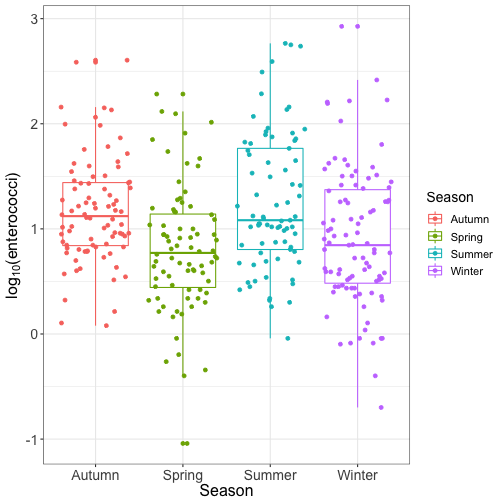 3
2
1
0
-1
log10(enterococci)
Autumn Spring Summer Winter
Season
Season
Autumn
Spring
Summer
Winter